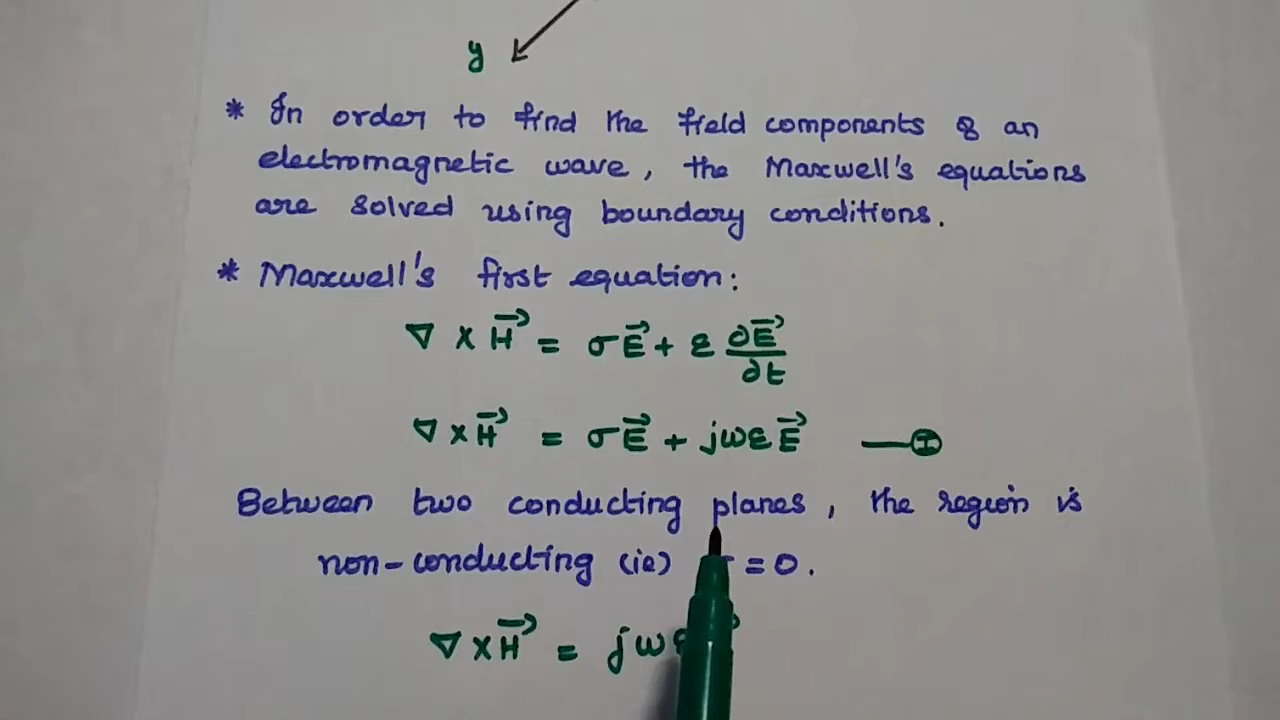 y
* In order to find the field components of an
electromagnetic wave, the Maxwell's equations
are solved using boundary conditions.
* Maxwell's first equation:
∇ × H⃗ = σE⃗ + ε ∂E⃗/∂t
∇ × H⃗ = σE⃗ + jωεE⃗ — I
Between two conducting planes, the region is
non-conducting (ie) = 0.
∇ × H⃗ = jω